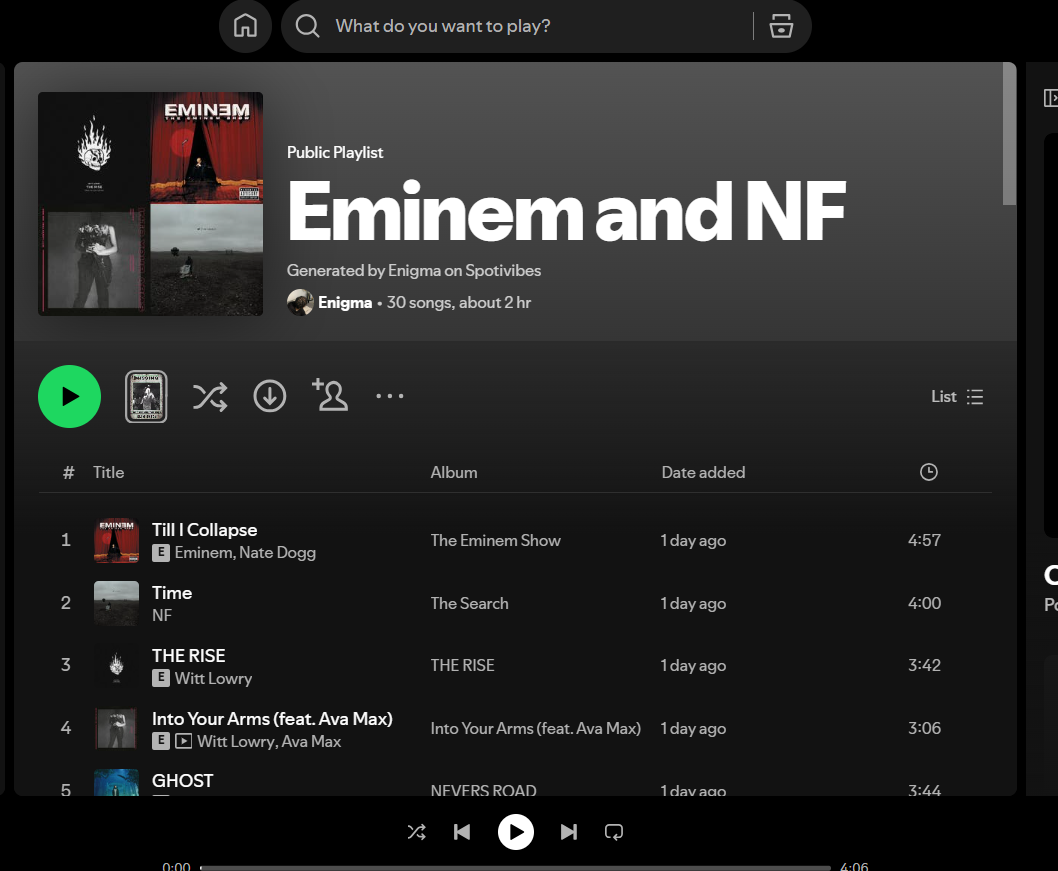 What do you want to play?
EMINEM
THE EMINEM SHOW
Public Playlist
Eminem and NF
Generated by Enigma on Spotivibes
Enigma • 30 songs, about 2 hr
List
# Title Album Date added
1 Till I Collapse The Eminem Show 1 day ago 4:57
E Eminem, Nate Dogg
2 Time The Search 1 day ago 4:00
NF
3 THE RISE THE RISE 1 day ago 3:42
E Witt Lowry
4 Into Your Arms (feat. Ava Max) Into Your Arms (feat. Ava Max) 1 day ago 3:06
E Witt Lowry, Ava Max
5 GHOST NEVERS ROAD 1 day ago 3:44
0:00 4:06